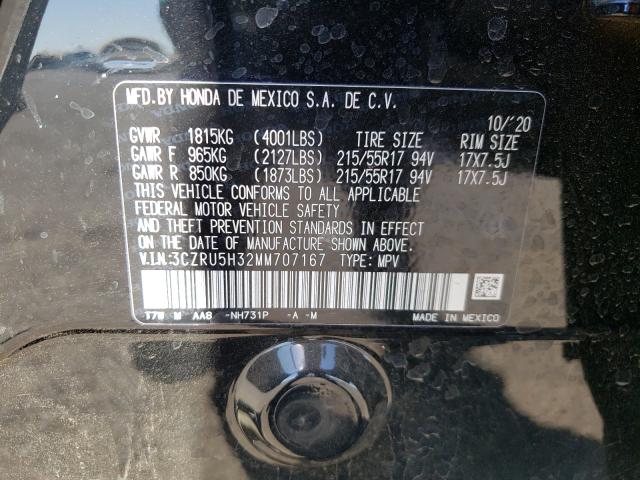 MFD.BY HONDA DE MEXICO S.A. DE C.V.
10/'20
GVWR 1815KG (4001LBS) TIRE SIZE RIM SIZE
GAWR F 965KG (2127LBS) 215/55R17 94V 17X7.5J
GAWR R 850KG (1873LBS) 215/55R17 94V 17X7.5J
THIS VEHICLE CONFORMS TO ALL APPLICABLE
FEDERAL MOTOR VEHICLE SAFETY
AND THEFT PREVENTION STANDARDS IN EFFECT
ON THE DATE OF MANUFACTURE SHOWN ABOVE.
V.I.N.:3CZRU5H32MM707167 TYPE: MPV
T7W M AA8 -NH731P -A -M MADE IN MEXICO